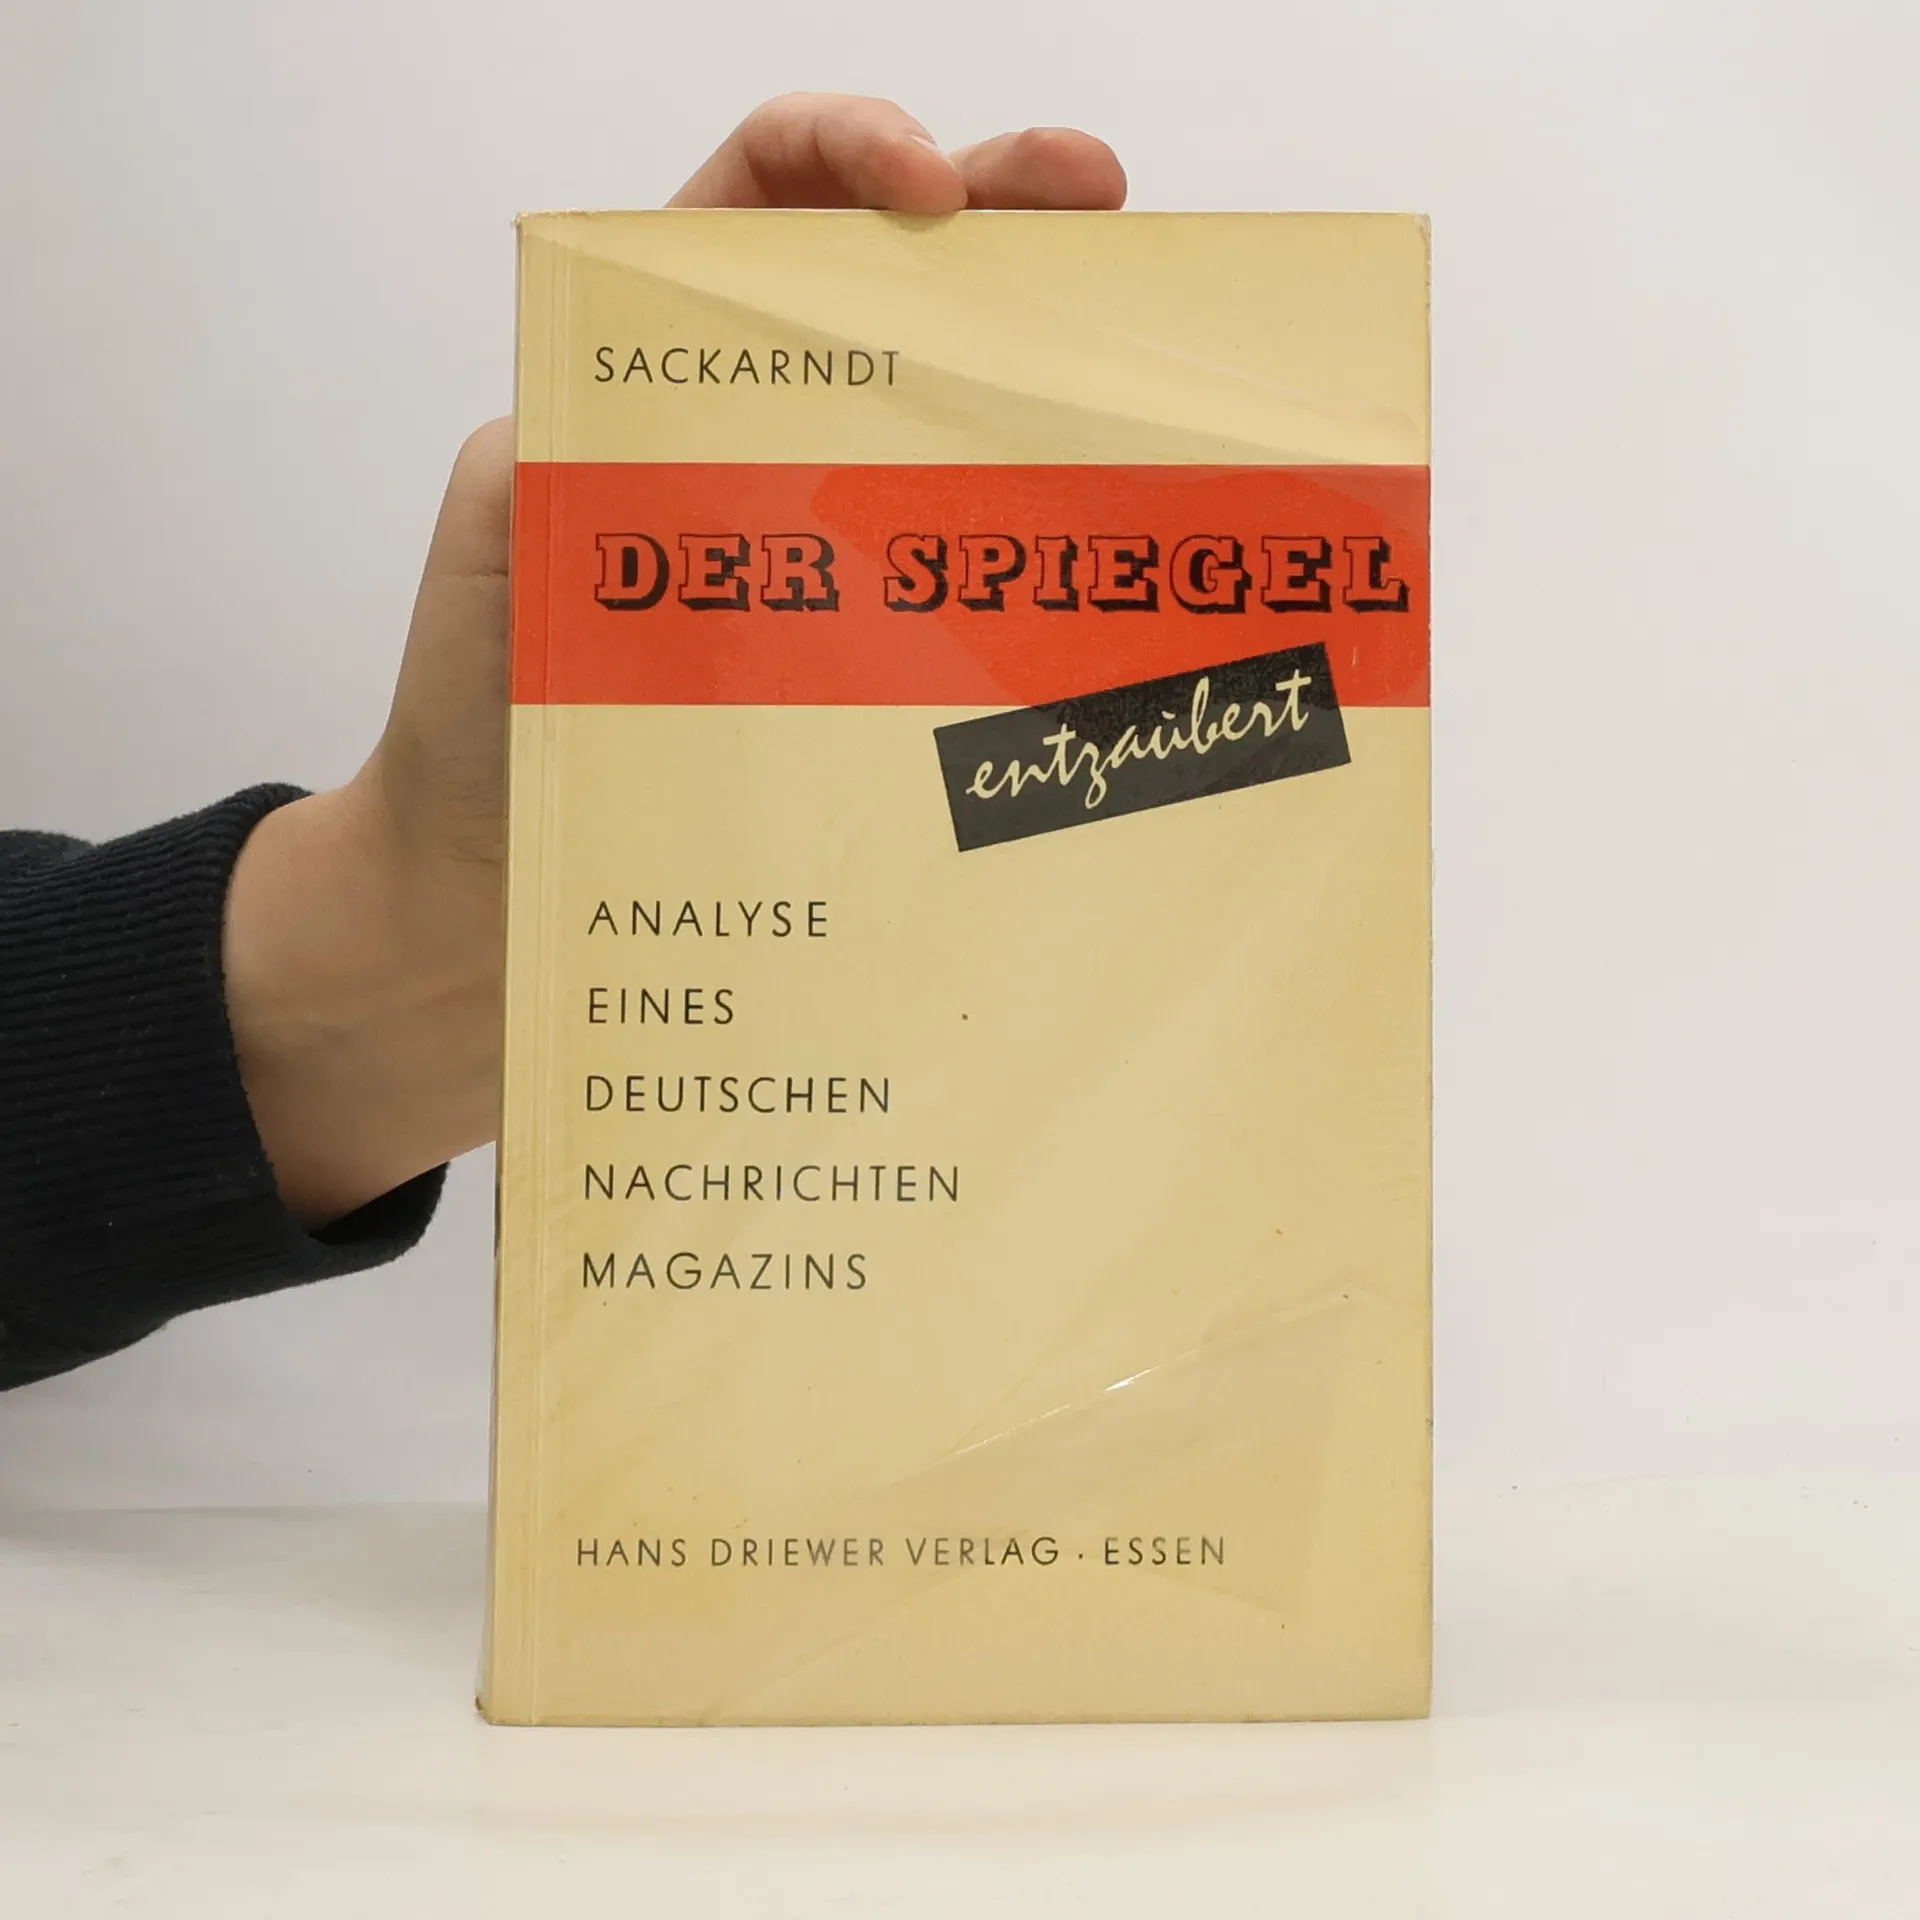 SACKARNDT
DER SPIEGEL
entzaubert
ANALYSE
EINES
DEUTSCHEN
NACHRICHTEN
MAGAZINS
HANS DRIEWER VERLAG · ESSEN